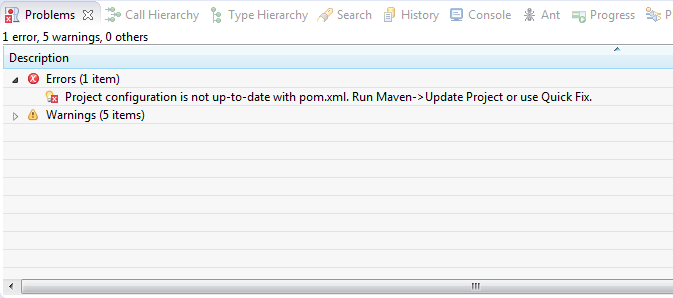 Problems Call Hierarchy Type Hierarchy Search History Console Ant Progress P
1 error, 5 warnings, 0 others
Description
Errors (1 item)
Project configuration is not up-to-date with pom.xml. Run Maven->Update Project or use Quick Fix.
Warnings (5 items)